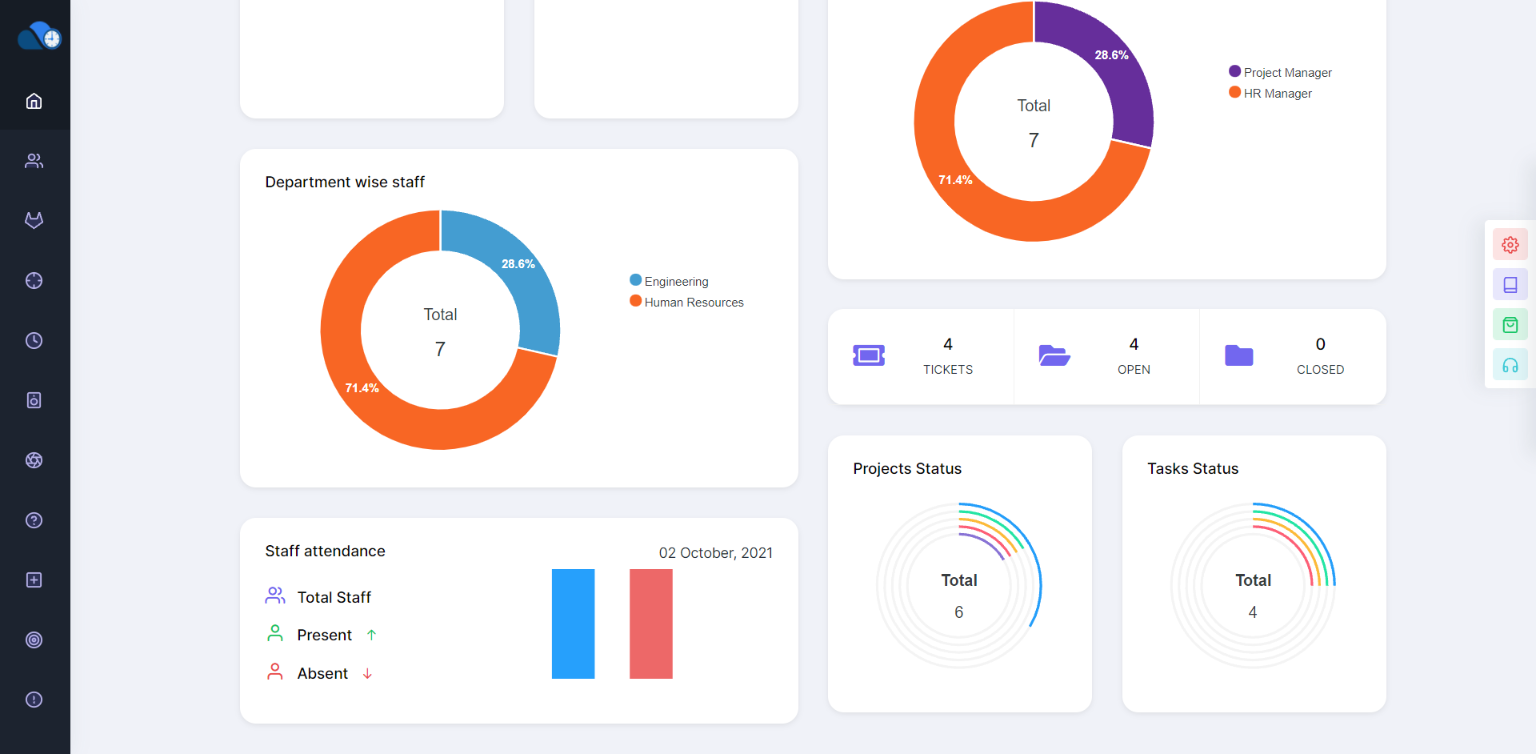 28.6%
71.4%
Total
7
Project Manager
HR Manager
Department wise staff
28.6%
71.4%
Total
7
Engineering
Human Resources
4
TICKETS
4
OPEN
0
CLOSED
Staff attendance
02 October, 2021
Total Staff
Present
Absent
Projects Status
Total
6
Tasks Status
Total
4